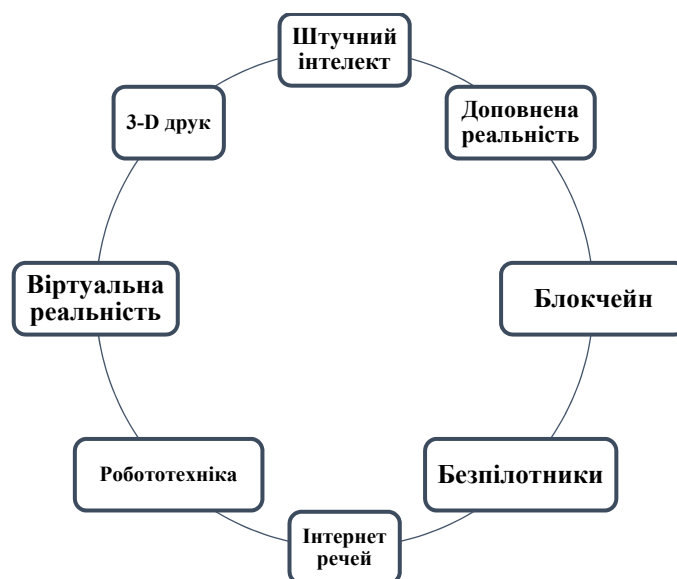 Штучний
інтелект
Доповнена
реальність
Блокчейн
Безпілотники
Інтернет
речей
Робототехніка
Віртуальна
реальність
3-D друк